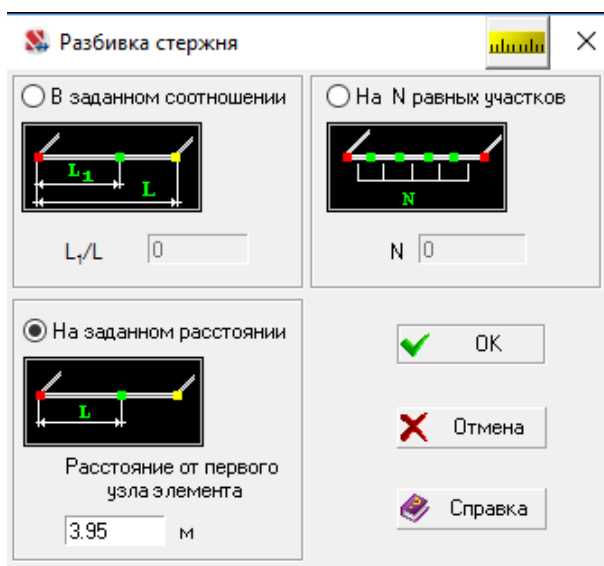 Разбивка стержня
В заданном соотношении
L₁
L
L₁/L 0
На N равных участков
N
N 0
На заданном расстоянии
L
Расстояние от первого
узла элемента
3.95 м
OK
Отмена
Справка